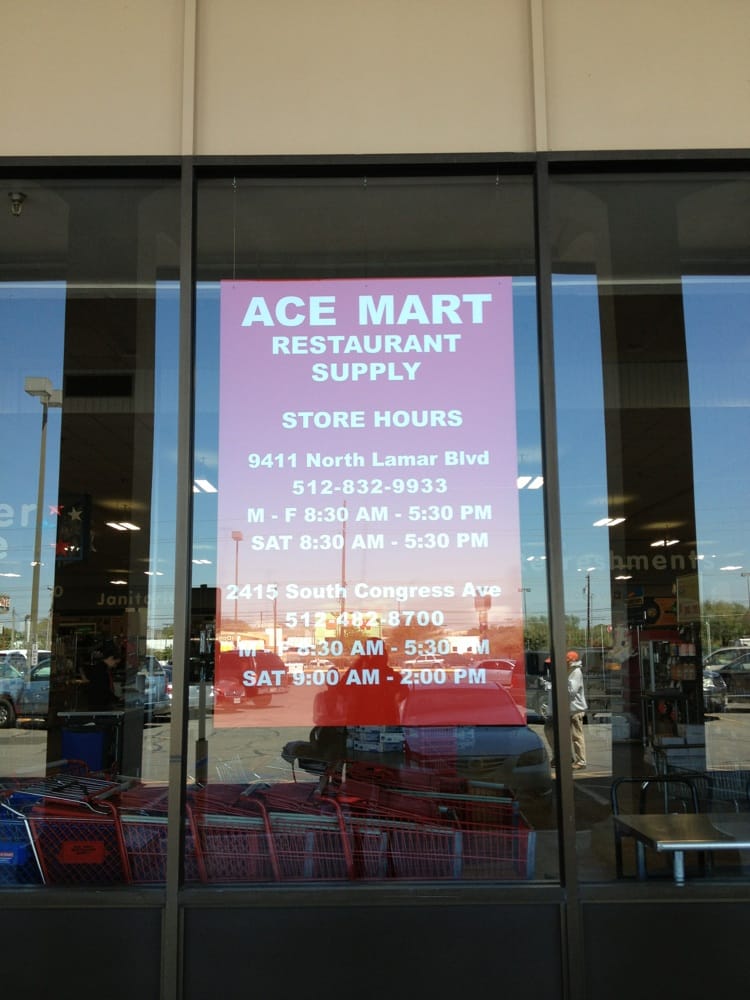 ACE MART
RESTAURANT
SUPPLY
STORE HOURS
9411 North Lamar Blvd
512-832-9933
M - F 8:30 AM - 5:30 PM
SAT 8:30 AM - 5:30 PM
2415 South Congress Ave
512-482-8700
M - F 8:30 AM - 5:30 PM
SAT 9:00 AM - 2:00 PM